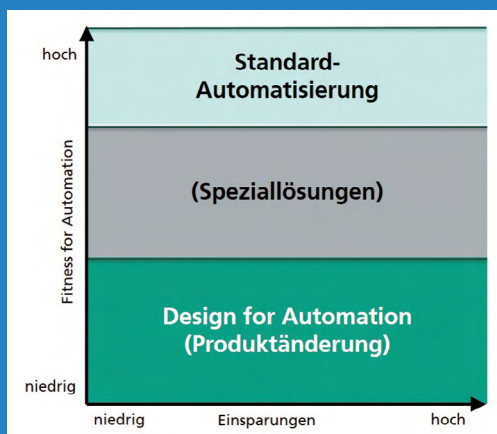 hoch
Standard-
Automatisierung
(Speziallösungen)
Fitness for Automation
Design for Automation
(Produktänderung)
niedrig
niedrig Einsparungen hoch